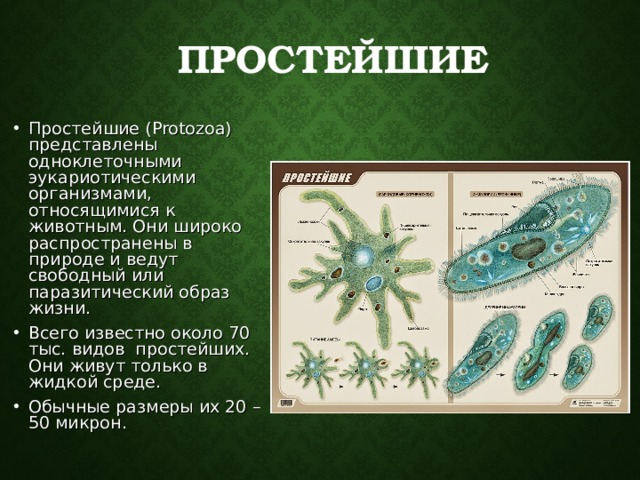 ПРОСТЕЙШИЕ
• Простейшие (Protozoa)
представлены
одноклеточными
эукариотическими
организмами,
относящимися к
животным. Они широко
распространены в
природе и ведут
свободный или
паразитический образ
жизни.
• Всего известно около 70
тыс. видов простейших.
Они живут только в
жидкой среде.
• Обычные размеры их 20 –
50 микрон.
ПРОСТЕЙШИЕ